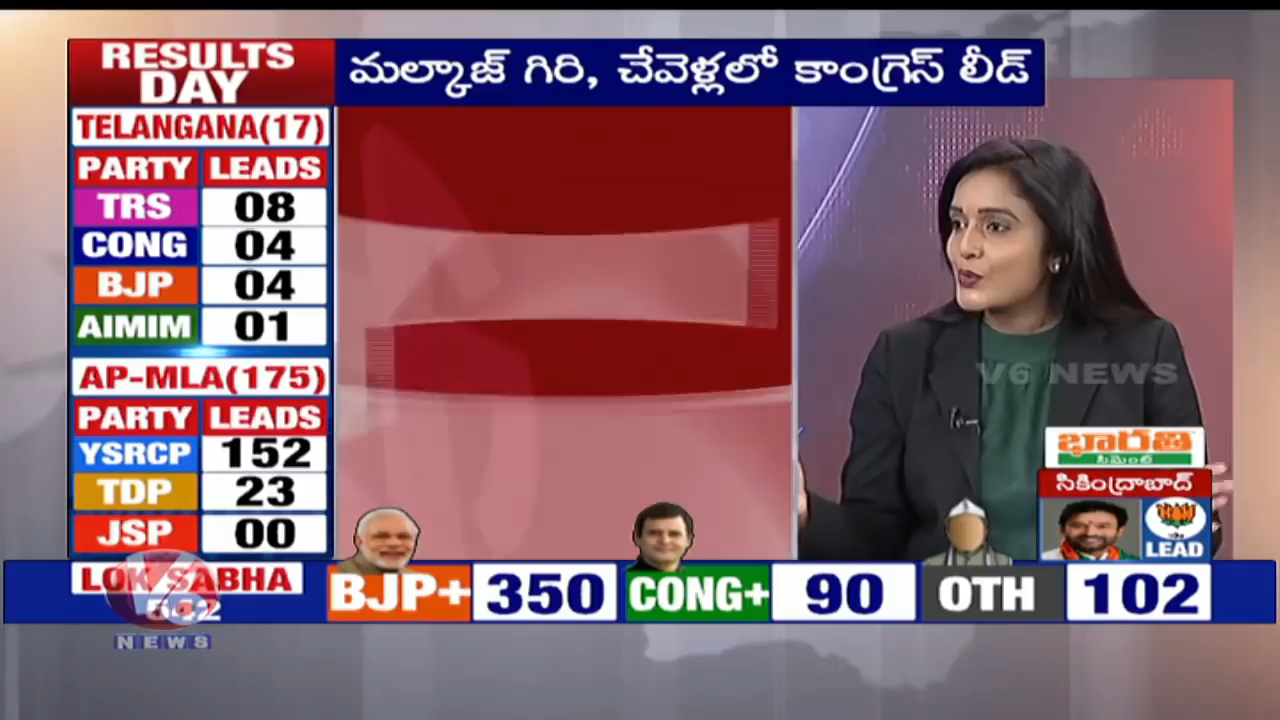 RESULTS
DAY
మల్కాజ్ గిరి, చేవెళ్లలో కాంగ్రెస్ లీడ్
TELANGANA(17)
PARTY LEADS
TRS 08
CONG 04
BJP 04
AIMIM 01
AP-MLA(175)
PARTY LEADS
YSRCP 152
TDP 23
JSP 00
V6 NEWS
భారతి
సిమెంట్
సికింద్రాబాద్
LEAD
LOK SABHA
542
BJP+ 350 CONG+ 90 OTH 102
NEWS